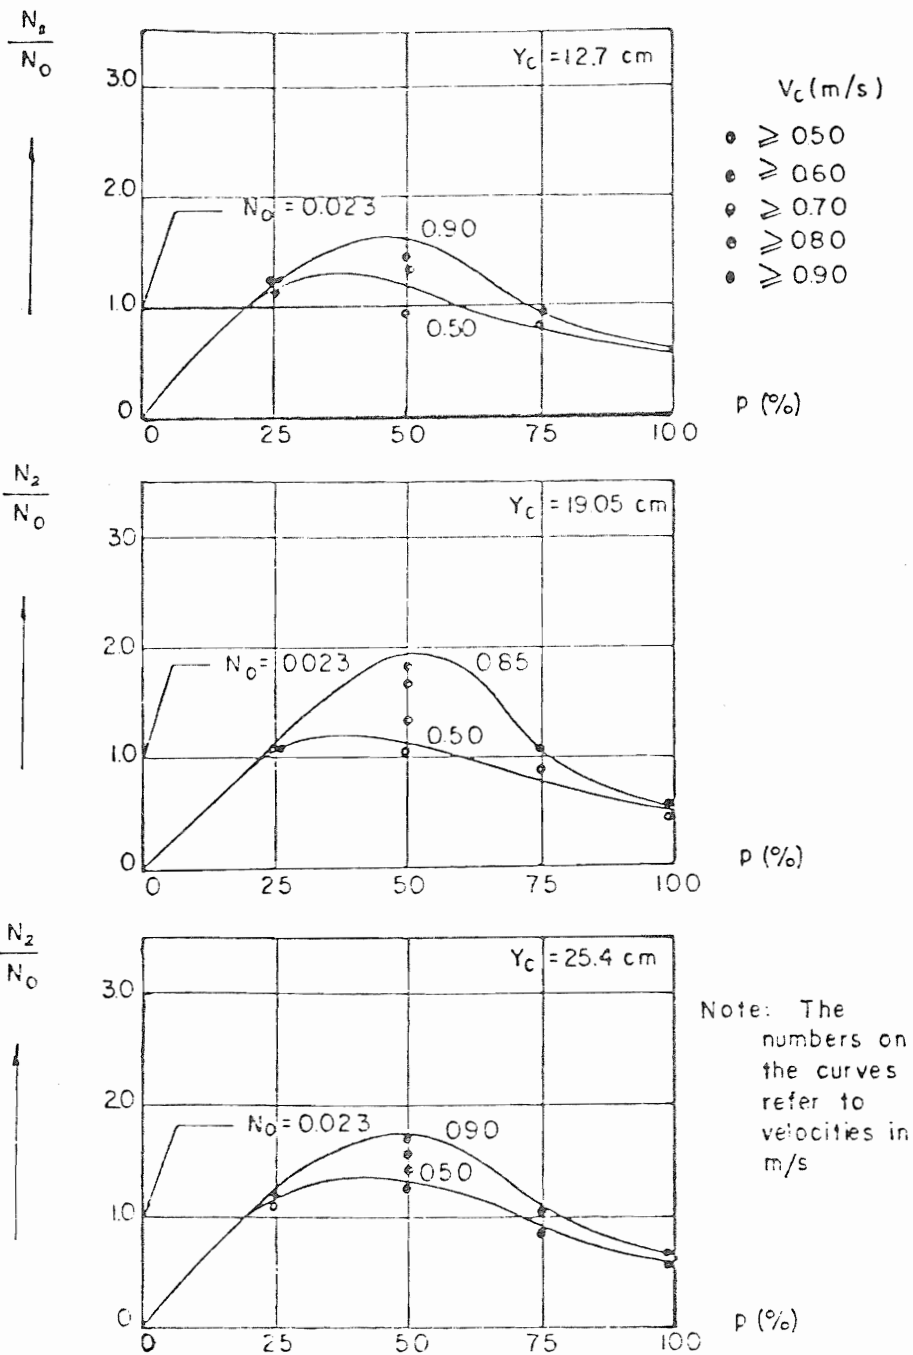 N₂
N₀
3.0
2.0
1.0
0
Y_C = 12.7 cm
N₀ = 0.023
0.90
0.50
0 25 50 75 100
p (%)
V_C (m/s)
⩾ 0.50
⩾ 0.60
⩾ 0.70
⩾ 0.80
⩾ 0.90
N₂
N₀
3.0
2.0
1.0
0
Y_C = 19.05 cm
N₀ = 0.023
0.85
0.50
0 25 50 75 100
p (%)
N₂
N₀
3.0
2.0
1.0
0
Y_C = 25.4 cm
N₀ = 0.023
0.90
0.50
0 25 50 75 100
p (%)
Note: The
numbers on
the curves
refer to
velocities in
m/s